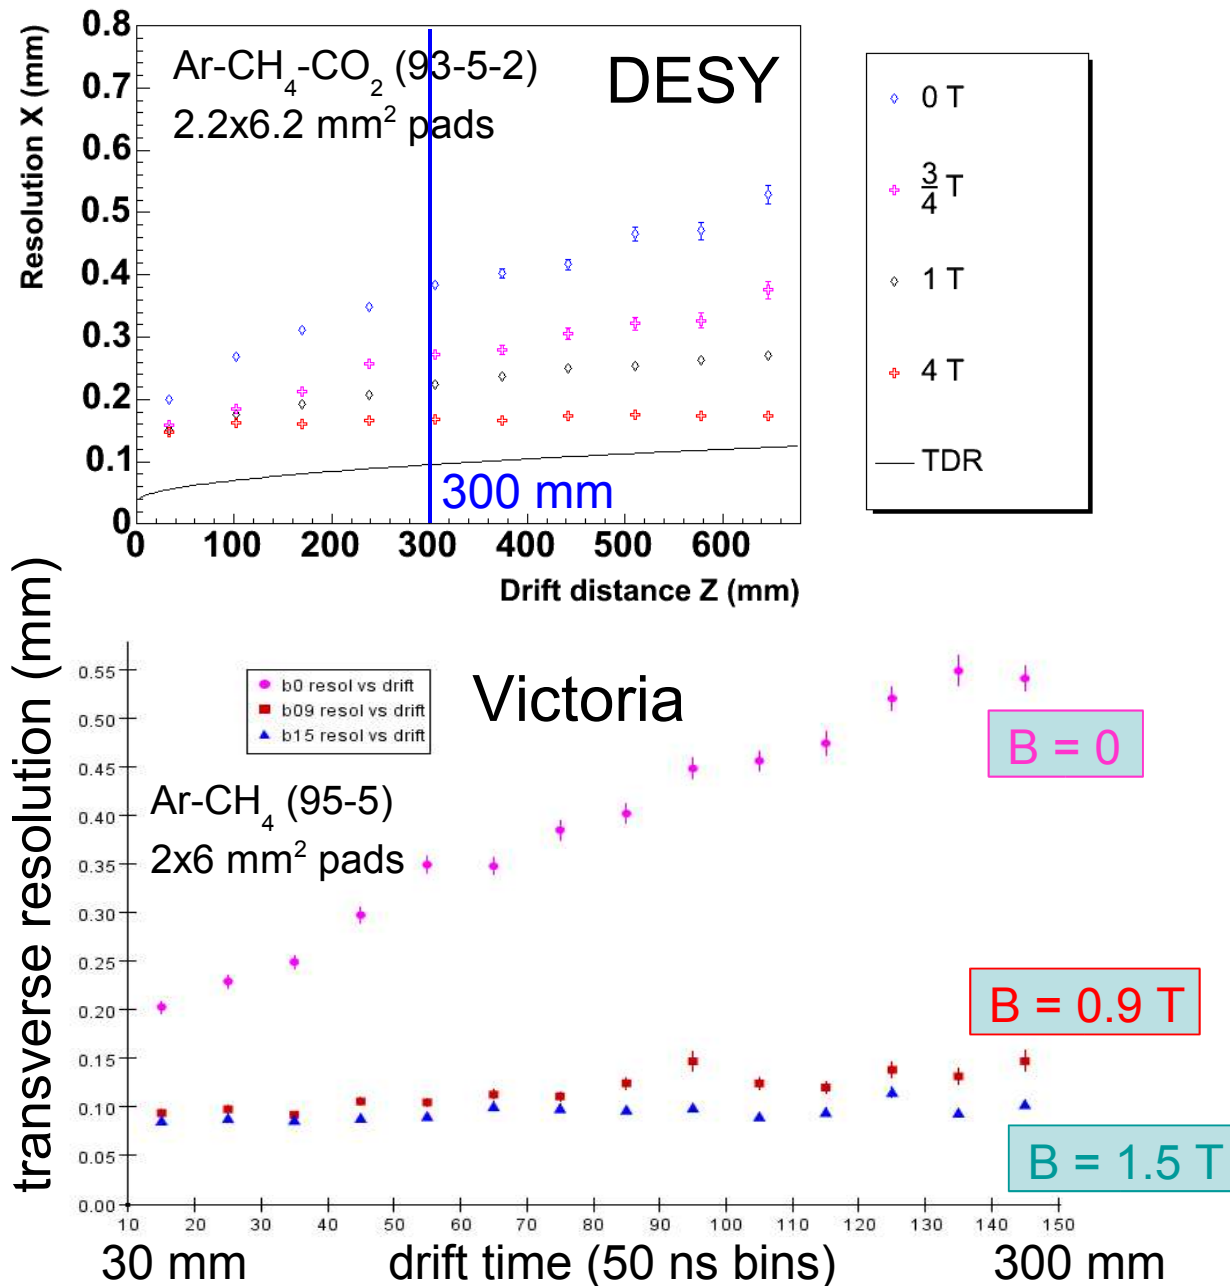 Resolution X (mm)
0.8
0.7
0.6
0.5
0.4
0.3
0.2
0.1
0
Ar-CH₄-CO₂ (93-5-2)
2.2x6.2 mm² pads
DESY
300 mm
0 100 200 300 400 500 600
Drift distance Z (mm)
0 T
3/4 T
1 T
4 T
TDR
transverse resolution (mm)
0.55
0.50
0.45
0.40
0.35
0.30
0.25
0.20
0.15
0.10
0.05
0.00
b0 resol vs drift
b09 resol vs drift
b15 resol vs drift
Victoria
Ar-CH₄ (95-5)
2x6 mm² pads
B = 0
B = 0.9 T
B = 1.5 T
10 20 30 40 50 60 70 80 90 100 110 120 130 140 150
30 mm drift time (50 ns bins) 300 mm